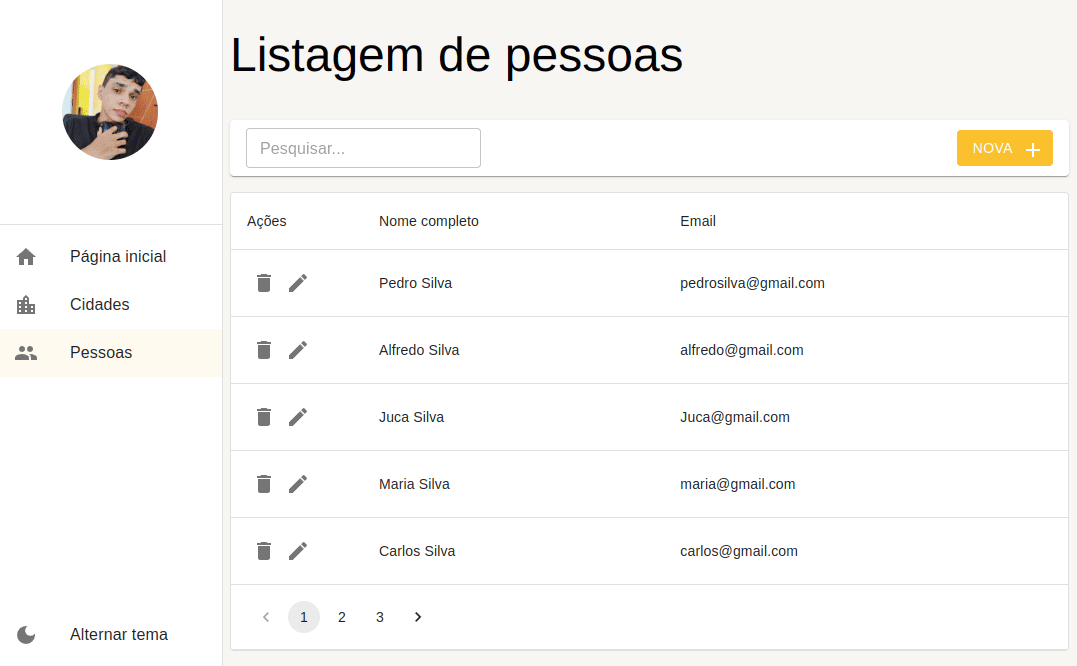 Listagem de pessoas
Pesquisar...
NOVA
Página inicial
Cidades
Pessoas
Alternar tema
Ações Nome completo Email
Pedro Silva pedrosilva@gmail.com
Alfredo Silva alfredo@gmail.com
Juca Silva Juca@gmail.com
Maria Silva maria@gmail.com
Carlos Silva carlos@gmail.com
1 2 3